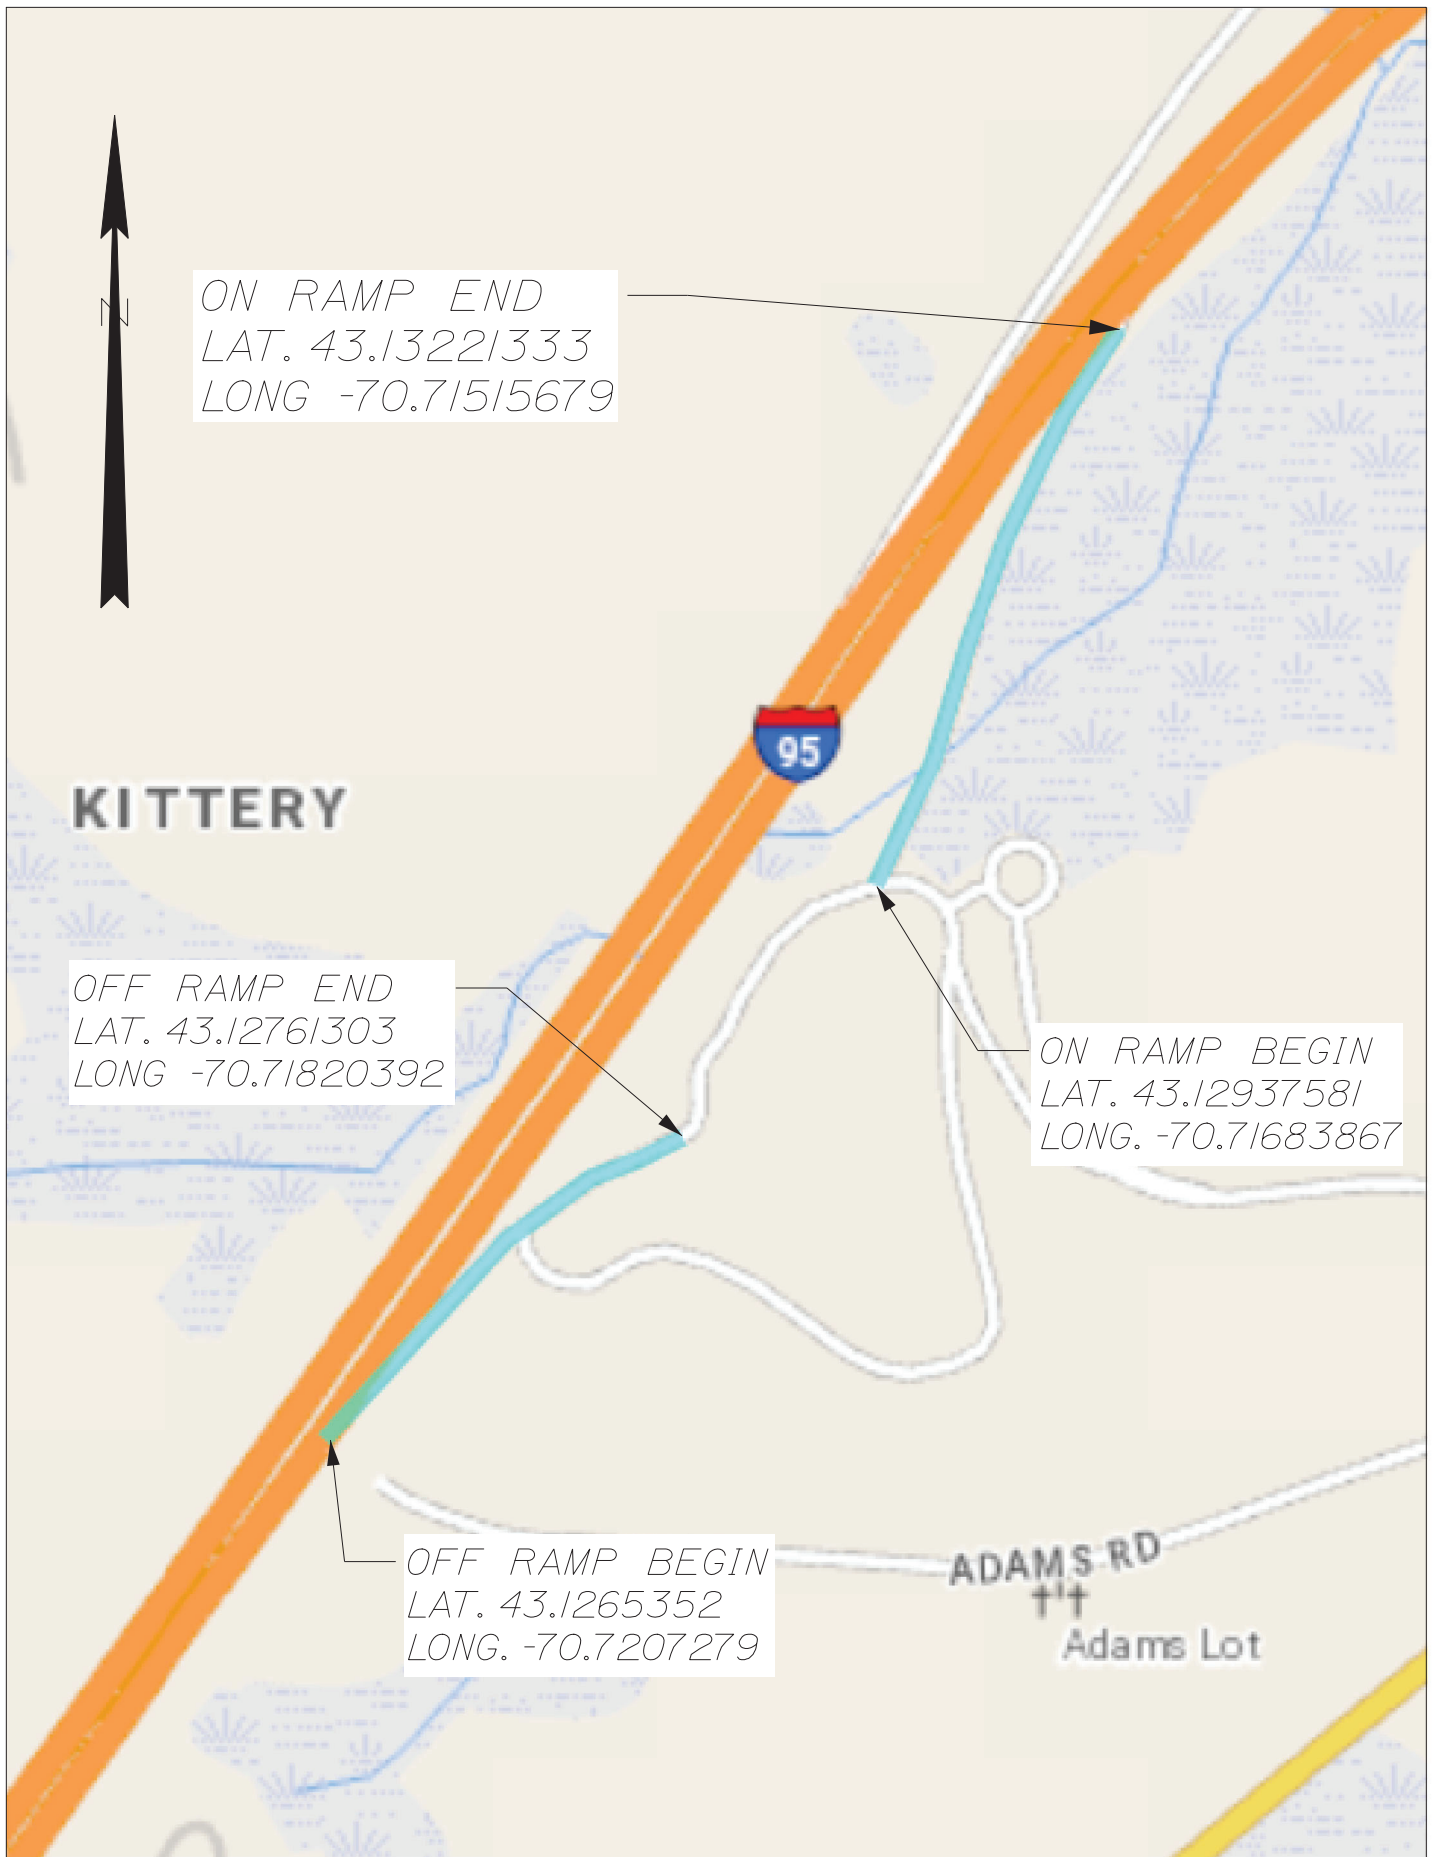 N
ON RAMP END
LAT. 43.13221333
LONG -70.71515679
95
KITTERY
OFF RAMP END
LAT. 43.12761303
LONG -70.71820392
ON RAMP BEGIN
LAT. 43.12937581
LONG. -70.71683867
OFF RAMP BEGIN
LAT. 43.1265352
LONG. -70.7207279
ADAMS RD
Adams Lot